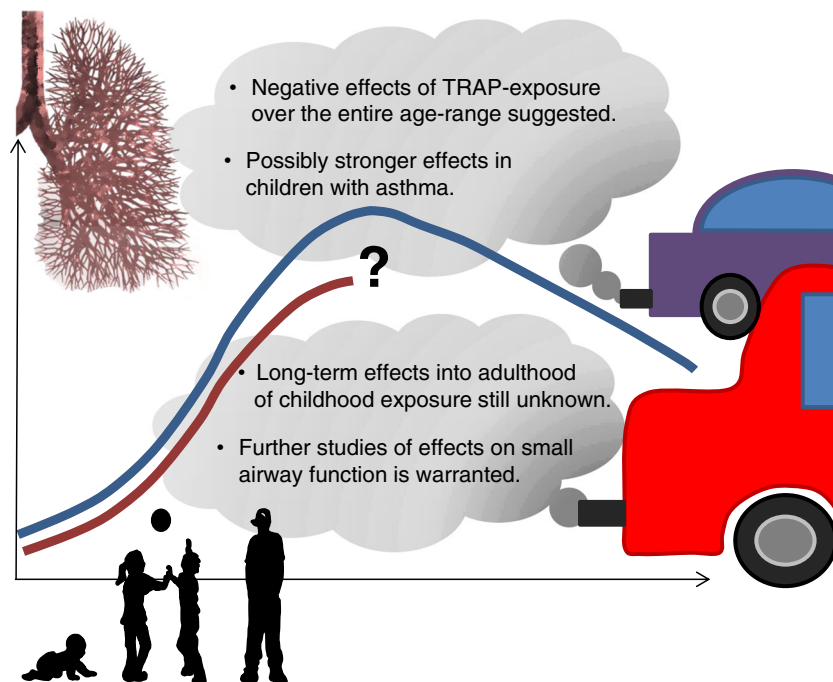 • Negative effects of TRAP-exposure
over the entire age-range suggested.
• Possibly stronger effects in
children with asthma.
?
• Long-term effects into adulthood
of childhood exposure still unknown.
• Further studies of effects on small
airway function is warranted.